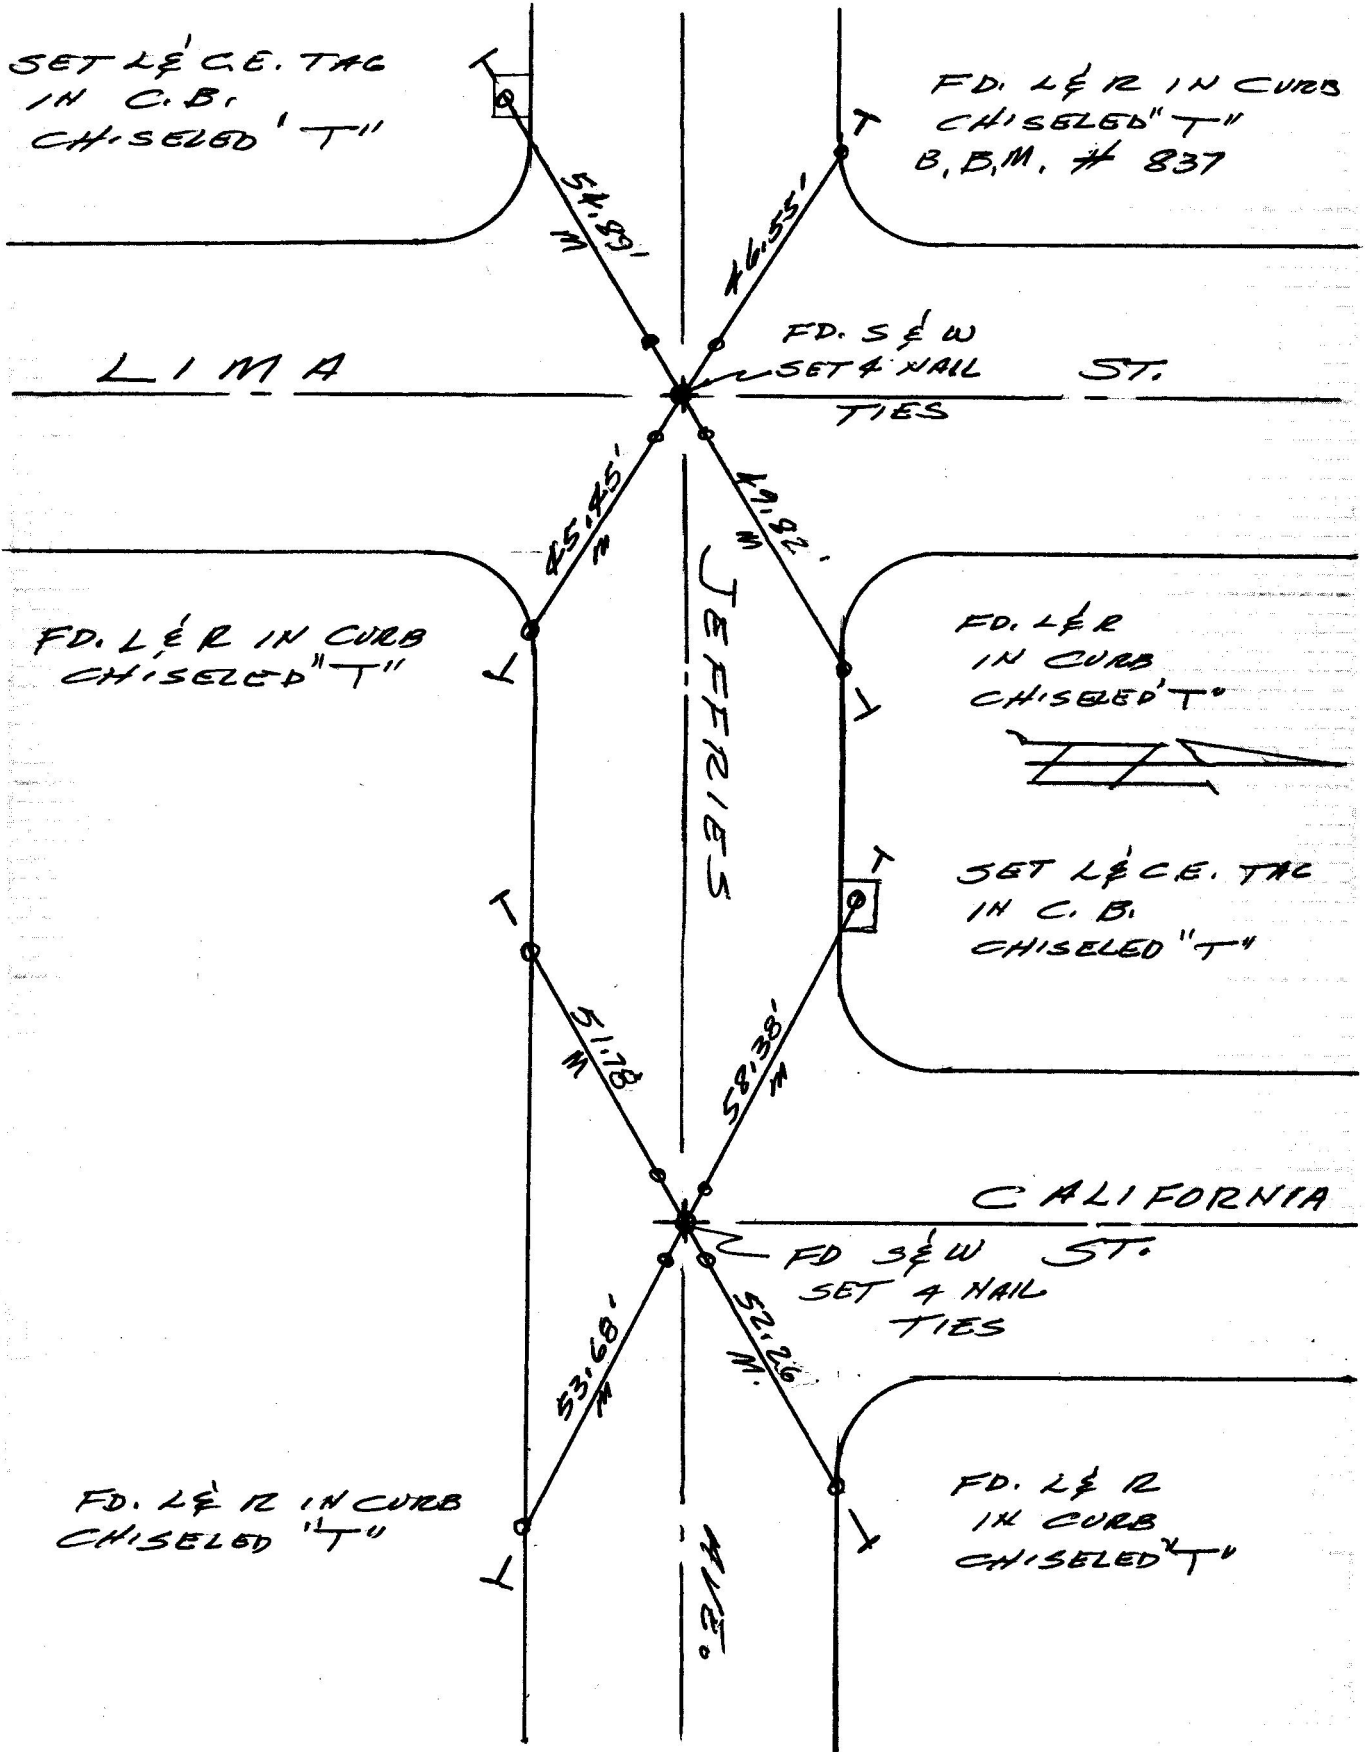 SET L& C.E. TAG
IN C.B.
CHISELED 'T"
FD. L & R IN CURB
CHISELED "T"
B.B.M. # 837
T
T
54.89'
M
46.55'
FD. S & W
SET 4 NAIL
TIES
LIMA
ST.
45.45'
M
M
FD. L & R IN CURB
CHISELED "T"
T
JEFFRIES
FD. L & R
IN CURB
CHISELED 'T"
T
T
T
SET L & C.E. TAG
IN C. B.
CHISELED "T"
51.78
M
58.38'
M
CALIFORNIA
ST.
FD S & W
SET 4 NAIL
TIES
53.68'
M
52.26
M.
FD. L & R IN CURB
CHISELED "T"
T
AVE.
T
FD. L & R
IN CURB
CHISELED "T"